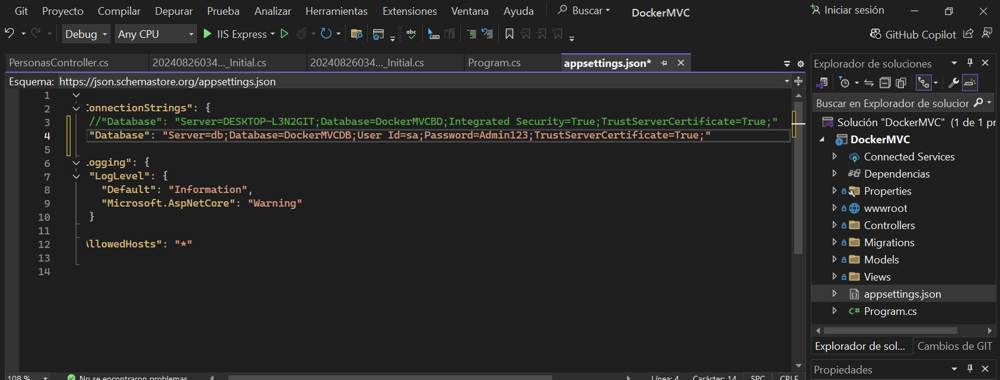 Git Proyecto Compilar Depurar Prueba Analizar Herramientas Extensiones Ventana Ayuda Buscar DockerMVC Iniciar sesión
Debug Any CPU IIS Express abc GitHub Copilot
PersonasController.cs 20240826034..._Initial.cs 20240826034..._Initial.cs Program.cs appsettings.json*
Esquema: https://json.schemastore.org/appsettings.json
1
2 ConnectionStrings": {
3 //"Database": "Server=DESKTOP-L3N2GIT;Database=DockerMVCBD;Integrated Security=True;TrustServerCertificate=True;"
4 "Database": "Server=db;Database=DockerMVCDB;User Id=sa;Password=Admin123;TrustServerCertificate=True;"
5
6 Logging": {
7 "LogLevel": {
8 "Default": "Information",
9 "Microsoft.AspNetCore": "Warning"
10 }
11
12 AllowedHosts": "*"
13
14
108 % No se encontraron problemas Línea: 4 Carácter: 14 SPC CRLF
Explorador de soluciones
Buscar en Explorador de solucior
Solución "DockerMVC" (1 de 1 pr
DockerMVC
Connected Services
Dependencias
Properties
wwwroot
Controllers
Migrations
Models
Views
appsettings.json
C# Program.cs
Explorador de sol... Cambios de GIT
Propiedades